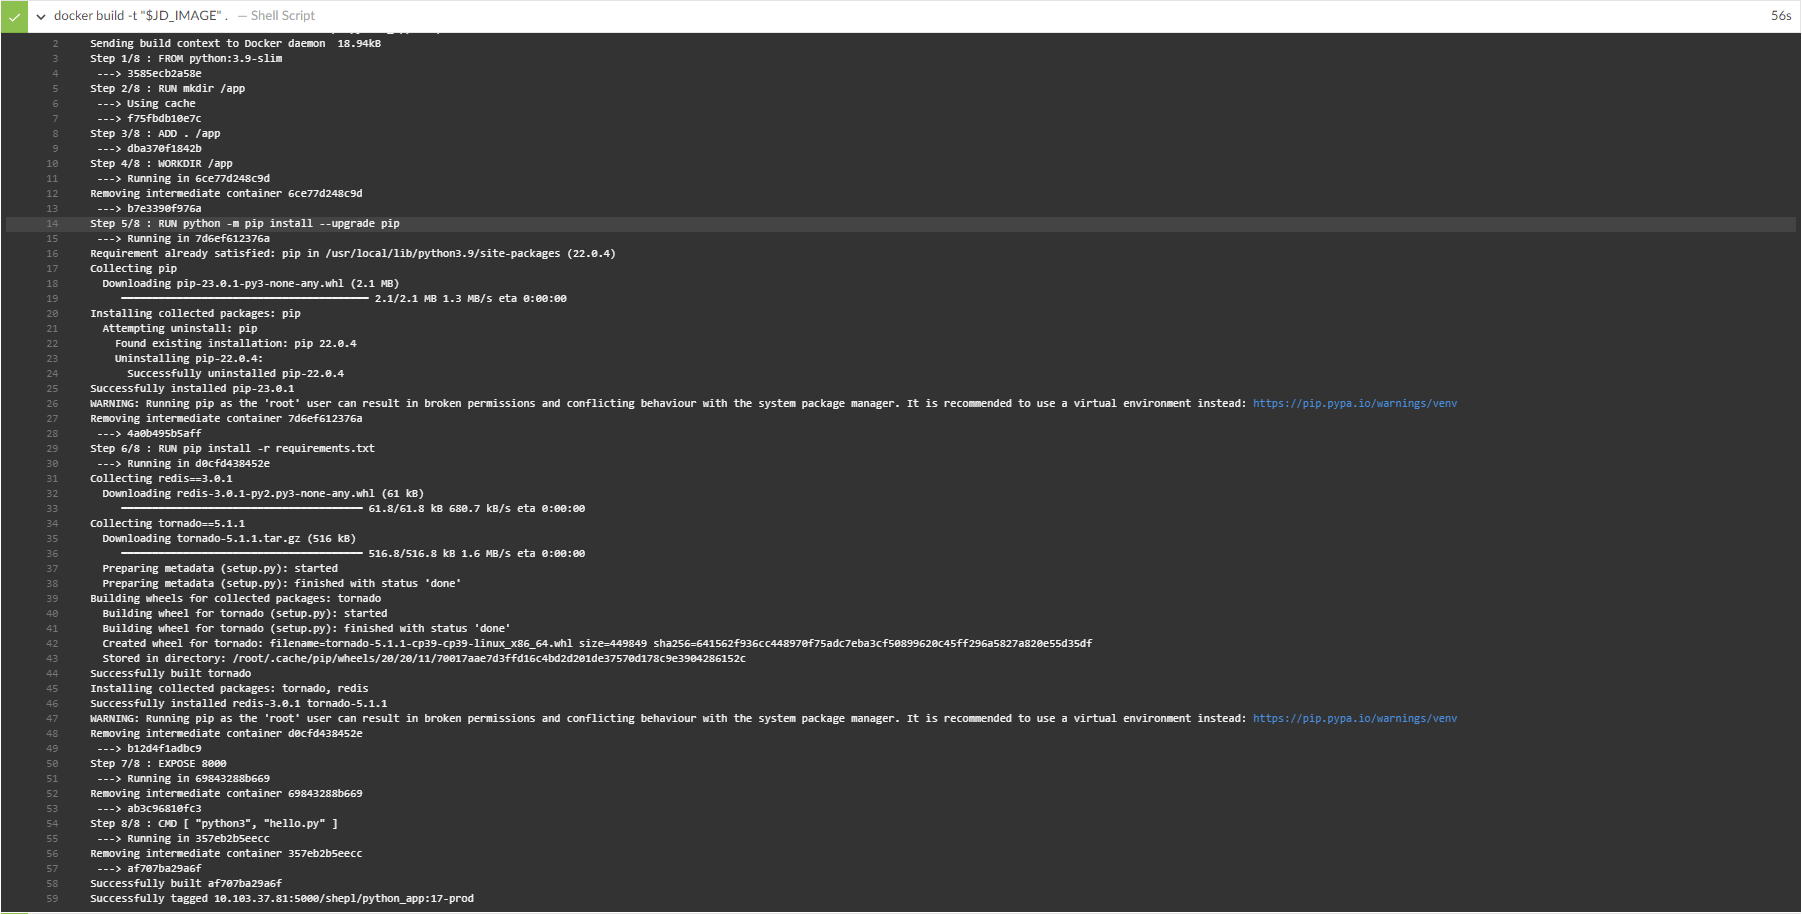 docker build -t "$JD_IMAGE" . — Shell Script 56s
2 Sending build context to Docker daemon 18.94kB
3 Step 1/8 : FROM python:3.9-slim
4 ---> 3585ecb2a58e
5 Step 2/8 : RUN mkdir /app
6 ---> Using cache
7 ---> f75fbdb10e7c
8 Step 3/8 : ADD . /app
9 ---> dba370f1842b
10 Step 4/8 : WORKDIR /app
11 ---> Running in 6ce77d248c9d
12 Removing intermediate container 6ce77d248c9d
13 ---> b7e3390f976a
14 Step 5/8 : RUN python -m pip install --upgrade pip
15 ---> Running in 7d6ef612376a
16 Requirement already satisfied: pip in /usr/local/lib/python3.9/site-packages (22.0.4)
17 Collecting pip
18 Downloading pip-23.0.1-py3-none-any.whl (2.1 MB)
19 ━━━━━━━━━━━━━━━━━━━━━━━━━━━━━━━━━━━━━━━━ 2.1/2.1 MB 1.3 MB/s eta 0:00:00
20 Installing collected packages: pip
21 Attempting uninstall: pip
22 Found existing installation: pip 22.0.4
23 Uninstalling pip-22.0.4:
24 Successfully uninstalled pip-22.0.4
25 Successfully installed pip-23.0.1
26 WARNING: Running pip as the 'root' user can result in broken permissions and conflicting behaviour with the system package manager. It is recommended to use a virtual environment instead: https://pip.pypa.io/warnings/venv
27 Removing intermediate container 7d6ef612376a
28 ---> 4a0b495b5aff
29 Step 6/8 : RUN pip install -r requirements.txt
30 ---> Running in d0cfd438452e
31 Collecting redis==3.0.1
32 Downloading redis-3.0.1-py2.py3-none-any.whl (61 kB)
33 ━━━━━━━━━━━━━━━━━━━━━━━━━━━━━━━━━━━━━━━ 61.8/61.8 kB 680.7 kB/s eta 0:00:00
34 Collecting tornado==5.1.1
35 Downloading tornado-5.1.1.tar.gz (516 kB)
36 ━━━━━━━━━━━━━━━━━━━━━━━━━━━━━━━━━━━━━━━ 516.8/516.8 kB 1.6 MB/s eta 0:00:00
37 Preparing metadata (setup.py): started
38 Preparing metadata (setup.py): finished with status 'done'
39 Building wheels for collected packages: tornado
40 Building wheel for tornado (setup.py): started
41 Building wheel for tornado (setup.py): finished with status 'done'
42 Created wheel for tornado: filename=tornado-5.1.1-cp39-cp39-linux_x86_64.whl size=449849 sha256=641562f936cc448970f75adc7eba3cf50899620c45ff296a5827a820e55d35df
43 Stored in directory: /root/.cache/pip/wheels/20/20/11/70017aae7d3ffd16c4bd2d201de37570d178c9e3904286152c
44 Successfully built tornado
45 Installing collected packages: tornado, redis
46 Successfully installed redis-3.0.1 tornado-5.1.1
47 WARNING: Running pip as the 'root' user can result in broken permissions and conflicting behaviour with the system package manager. It is recommended to use a virtual environment instead: https://pip.pypa.io/warnings/venv
48 Removing intermediate container d0cfd438452e
49 ---> b12d4f1adbc9
50 Step 7/8 : EXPOSE 8000
51 ---> Running in 69843288b669
52 Removing intermediate container 69843288b669
53 ---> ab3c96810fc3
54 Step 8/8 : CMD [ "python3", "hello.py" ]
55 ---> Running in 357eb2b5eecc
56 Removing intermediate container 357eb2b5eecc
57 ---> af707ba29a6f
58 Successfully built af707ba29a6f
59 Successfully tagged 10.103.37.81:5000/shepl/python_app:17-prod